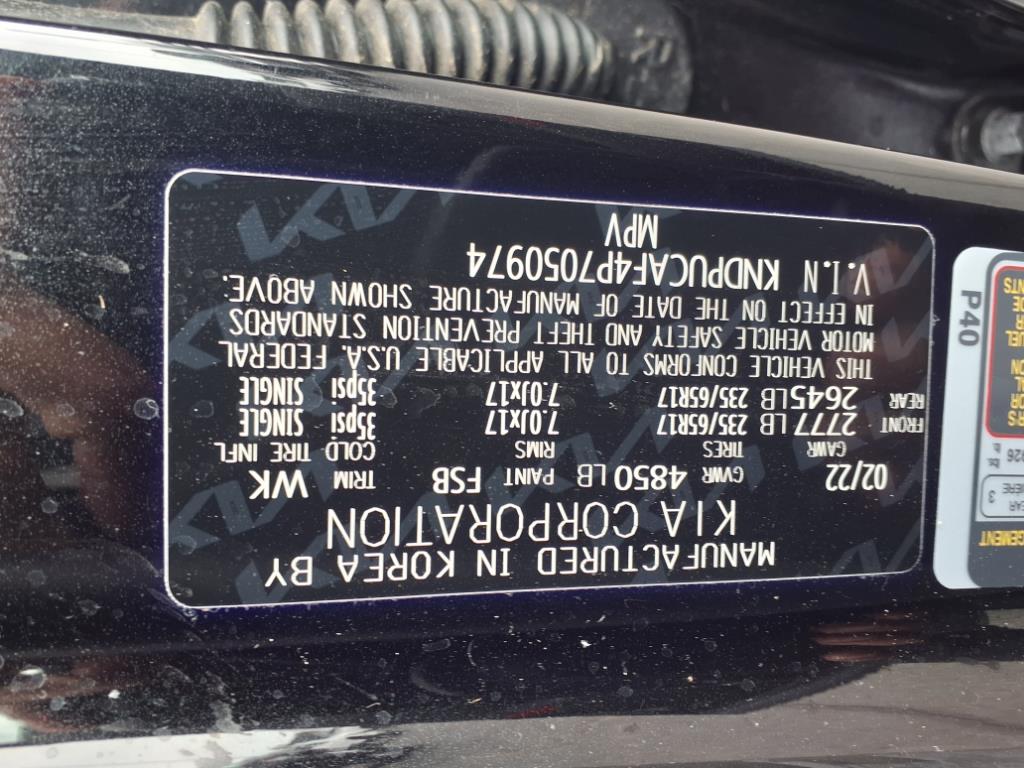 MANUFACTURED IN KOREA BY
KIA CORPORATION
02/22 GVWR 4850 LB PAINT FSB TRIM WK
GAWR TIRES RIMS COLD TIRE INFL
FRONT 2777 LB 235/65R17 7.0Jx17 35psi SINGLE
REAR 2645 LB 235/65R17 7.0Jx17 35psi SINGLE
THIS VEHICLE CONFORMS TO ALL APPLICABLE U.S.A. FEDERAL
MOTOR VEHICLE SAFETY AND THEFT PREVENTION STANDARDS
IN EFFECT ON THE DATE OF MANUFACTURE SHOWN ABOVE.
V.I.N KNDPUCAF4P7050974
MPV
P40